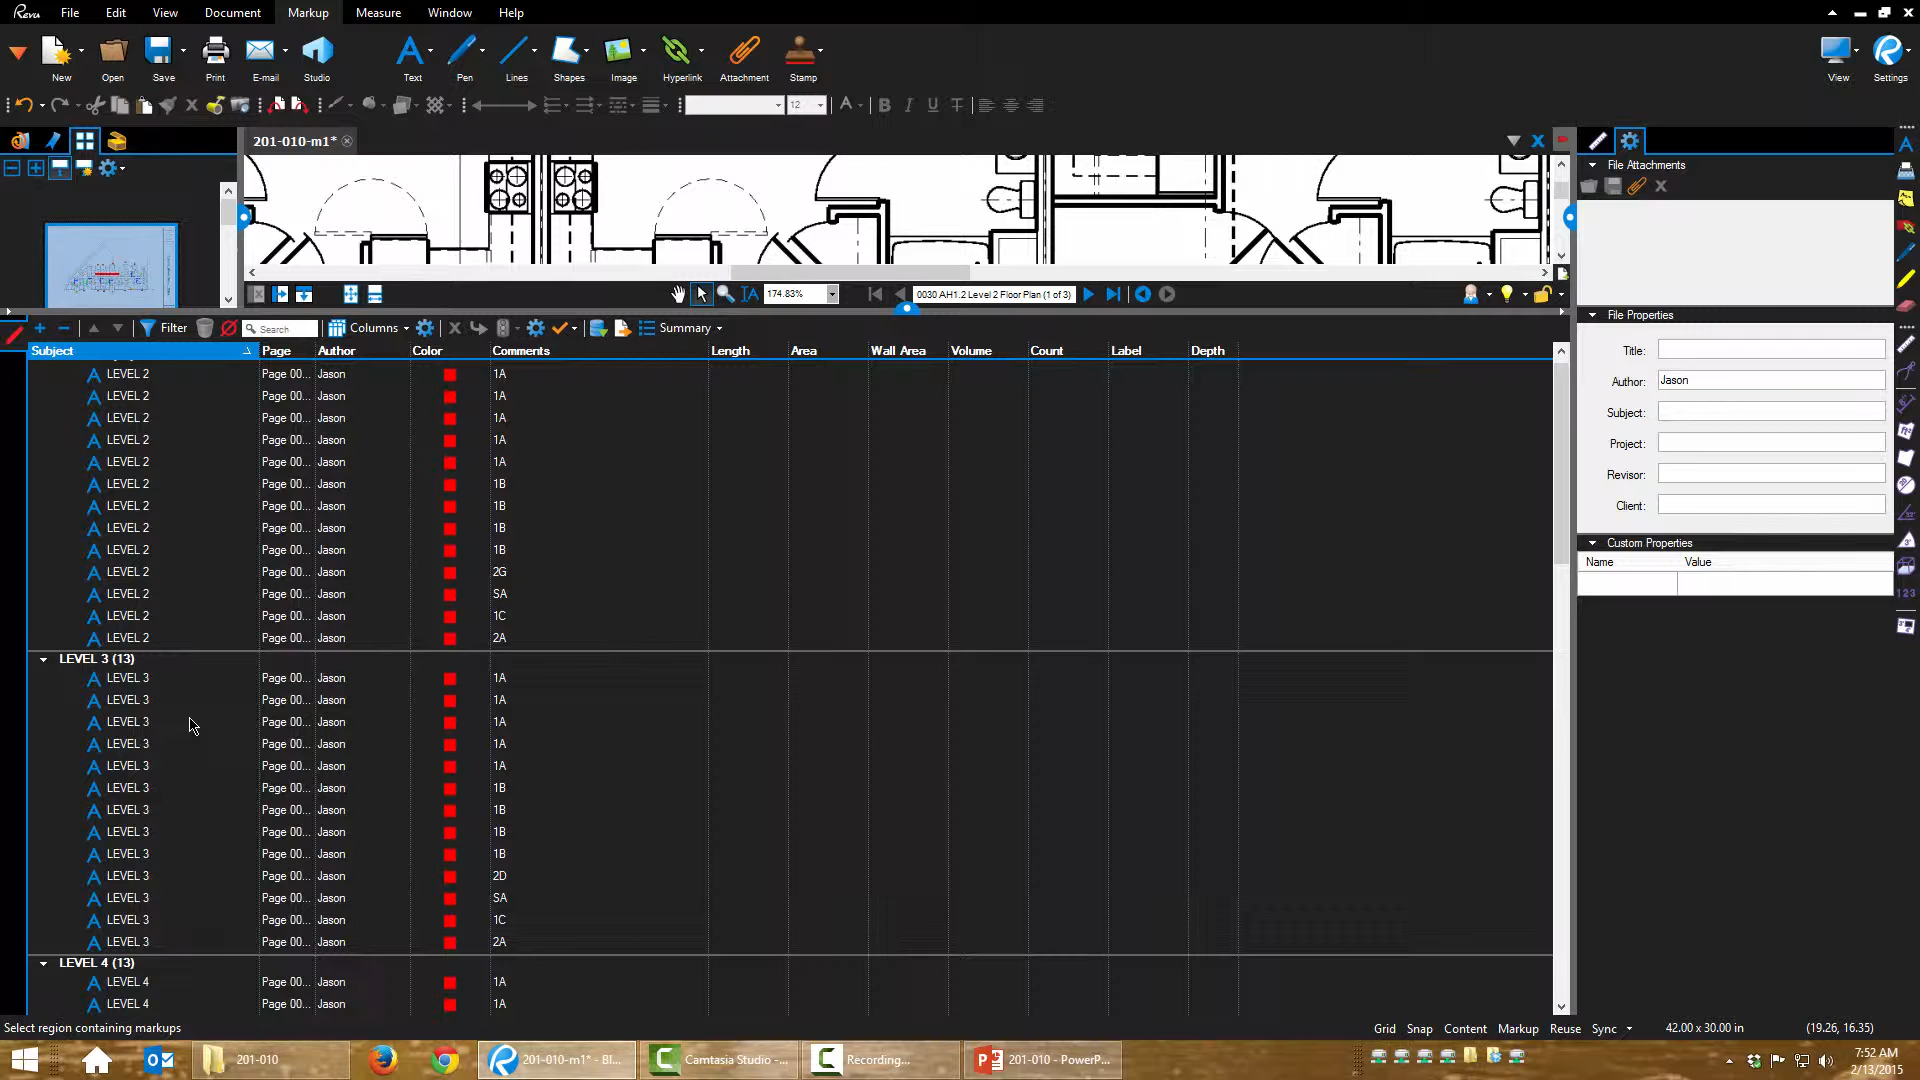 Revu File Edit View Document Markup Measure Window Help
New Open Save Print E-mail Studio Text Pen Lines Shapes Image Hyperlink Attachment Stamp View Settings
12 A B I U T
201-010-m1*
File Attachments
174.83% 0030 AH1.2 Level 2 Floor Plan (1 of 3)
File Properties
Filter Search Columns Summary
Subject Page Author Color Comments Length Area Wall Area Volume Count Label Depth
LEVEL 2 Page 00... Jason 1A
LEVEL 2 Page 00... Jason 1A
LEVEL 2 Page 00... Jason 1A
LEVEL 2 Page 00... Jason 1A
LEVEL 2 Page 00... Jason 1A
LEVEL 2 Page 00... Jason 1B
LEVEL 2 Page 00... Jason 1B
LEVEL 2 Page 00... Jason 1B
LEVEL 2 Page 00... Jason 1B
LEVEL 2 Page 00... Jason 2G
LEVEL 2 Page 00... Jason SA
LEVEL 2 Page 00... Jason 1C
LEVEL 2 Page 00... Jason 2A
LEVEL 3 (13)
LEVEL 3 Page 00... Jason 1A
LEVEL 3 Page 00... Jason 1A
LEVEL 3 Page 00... Jason 1A
LEVEL 3 Page 00... Jason 1A
LEVEL 3 Page 00... Jason 1A
LEVEL 3 Page 00... Jason 1B
LEVEL 3 Page 00... Jason 1B
LEVEL 3 Page 00... Jason 1B
LEVEL 3 Page 00... Jason 1B
LEVEL 3 Page 00... Jason 2D
LEVEL 3 Page 00... Jason SA
LEVEL 3 Page 00... Jason 1C
LEVEL 3 Page 00... Jason 2A
LEVEL 4 (13)
LEVEL 4 Page 00... Jason 1A
LEVEL 4 Page 00... Jason 1A
Title:
Author: Jason
Subject:
Project:
Revisor:
Client:
Custom Properties
Name Value
Select region containing markups Grid Snap Content Markup Reuse Sync 42.00 x 30.00 in (19.26, 16.35)
201-010 201-010-m1* - Bl... Camtasia Studio -... Recording... 201-010 - PowerP... 7:52 AM
2/13/2015